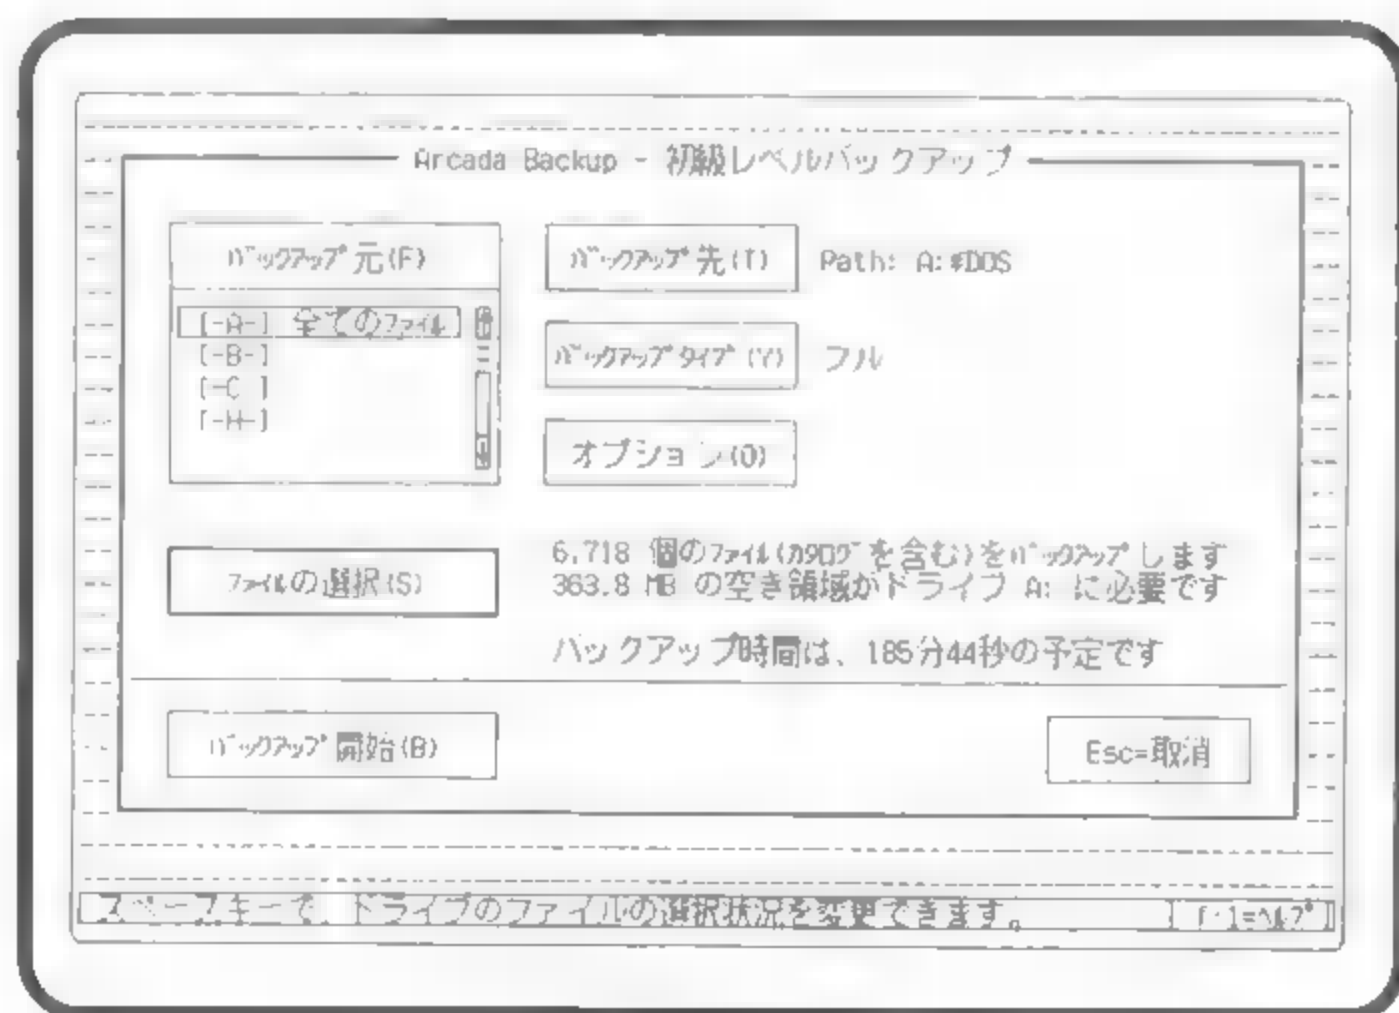 Arcada Backup - 初級レベルバックアップ
バックアップ元(F)
[-A-] 全てのファイル
[-B-]
[-C ]
[-H-]
バックアップ先(T) Path: A:¥DOS
バックアップタイプ(Y) フル
オプション(O)
ファイルの選択(S)
6,718 個のファイル(カタログを含む)をバックアップします
363.8 MB の空き領域がドライブ A: に必要です
バックアップ時間は、185分44秒の予定です
バックアップ開始(B)
Esc=取消
スペースキーで、ドライブのファイルの選択状況を変更できます。
f·1=ヘルプ